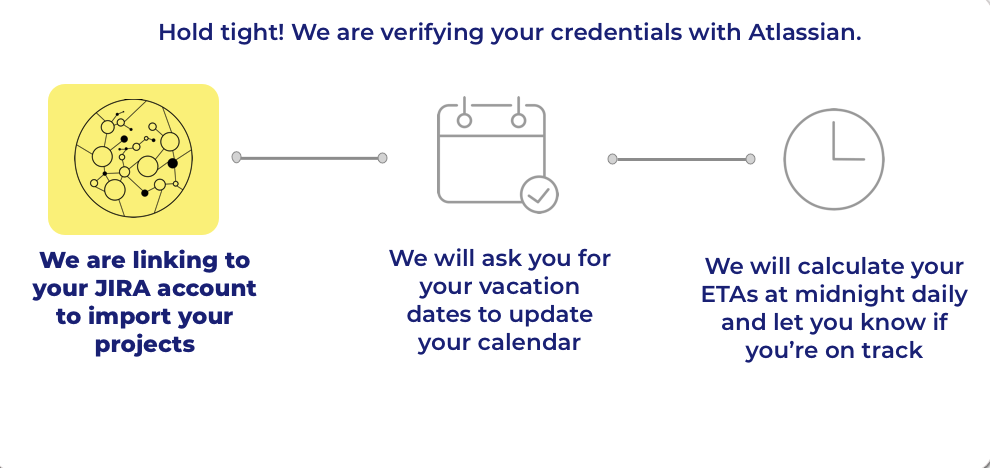 Hold tight! We are verifying your credentials with Atlassian.
We are linking to
your JIRA account
to import your
projects
We will ask you for
your vacation
dates to update
your calendar
We will calculate your
ETAs at midnight daily
and let you know if
you’re on track